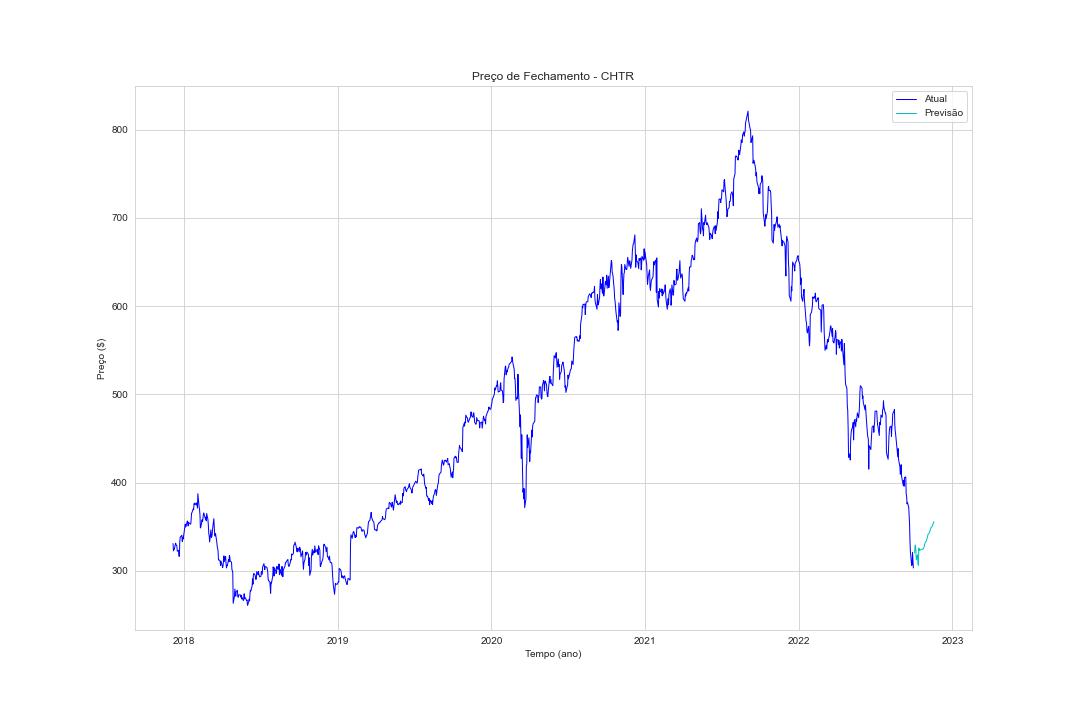 Preço de Fechamento - CHTR
Atual
Previsão
800
700
600
500
400
300
Preço ($)
2018
2019
2020
2021
2022
2023
Tempo (ano)